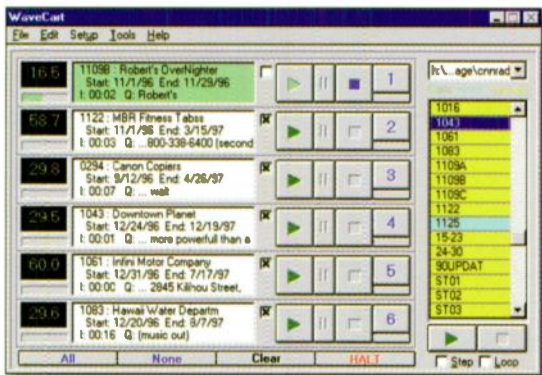 WaveCart
File Edit Setup Tools Help
16.5
1109B : Robert's OverNighter
Start: 11/1/96 End: 11/29/96
I: 00:02 Q: Robert's
1
58.7
1122 : MBR Fitness Tabss
Start: 11/1/96 End: 3/15/97
I: 00:03 Q: ...800-338-6400 (second
2
29.8
0294 : Canon Copiers
Start: 9/12/96 End: 4/26/97
I: 00:07 Q: ... wait
3
29.5
1043 : Downtown Planet
Start: 12/24/96 End: 12/19/97
I: 00:01 Q: ... more powerfull than a
4
60.0
1061 : Infini Motor Company
Start: 12/31/96 End: 7/17/97
I: 00:00 Q: ... 2845 Kilihou Street,
5
29.6
1083 : Hawaii Water Departm
Start: 12/20/96 End: 8/7/97
I: 00:16 Q: (music out)
6
All None Clear HALT
1016
1043
1061
1083
1109A
1109B
1109C
1122
1125
15-23
24-30
90UPDAT
ST01
ST02
ST03
Step Loop